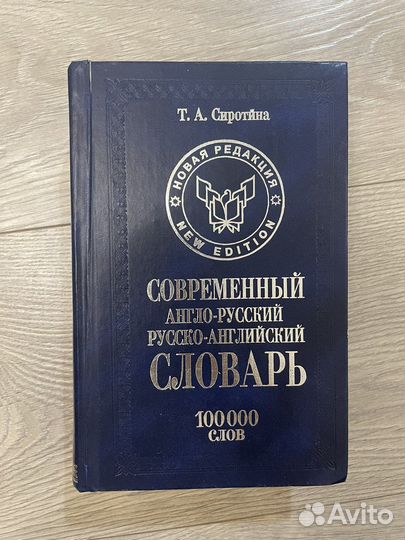 Т. А. Сиротина
НОВАЯ РЕДАКЦИЯ
NEW EDITION
СОВРЕМЕННЫЙ
АНГЛО-РУССКИЙ
РУССКО-АНГЛИЙСКИЙ
СЛОВАРЬ
100 000
СЛОВ
Avito